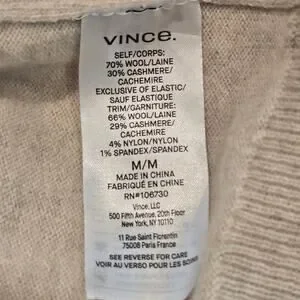 VINCE.
SELF/CORPS:
70% WOOL/LAINE
30% CASHMERE/
CACHEMIRE
EXCLUSIVE OF ELASTIC/
SAUF ELASTIQUE
TRIM/GARNITURE:
66% WOOL/LAINE
29% CASHMERE/
CACHEMIRE
4% NYLON/NYLON
1% SPANDEX/SPANDEX
M/M
MADE IN CHINA
FABRIQUÉ EN CHINE
RN#106730
Vince, LLC
500 Fifth Avenue, 20th Floor
New York, NY 10110
11 Rue Saint Florentin
75008 Paris France
SEE REVERSE FOR CARE
VOIR AU VERSO POUR LES SOINS